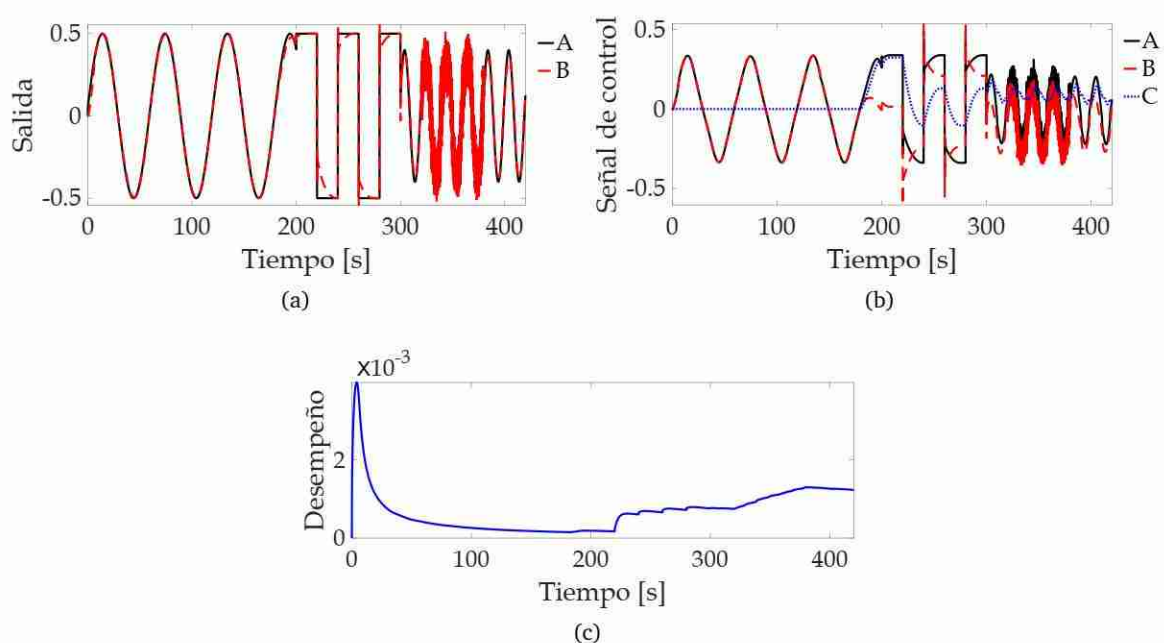 0.5
0
-0.5
Salida
0 100 200 300 400
Tiempo [s]
A
B
(a)
0.5
0
-0.5
Señal de control
0 100 200 300 400
Tiempo [s]
A
B
C
(b)
x10⁻³
2
0
Desempeño
0 100 200 300 400
Tiempo [s]
(c)